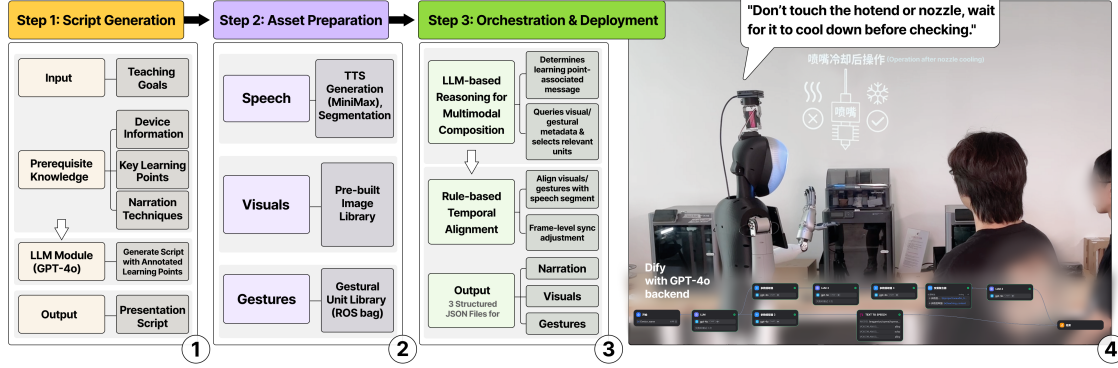 Step 1: Script Generation
Input
Teaching
Goals
Prerequisite
Knowledge
Device
Information
Key Learning
Points
Narration
Techniques
LLM Module
(GPT-4o)
Generate Script
with Annotated
Learning Points
Output
Presentation
Script
1
Step 2: Asset Preparation
Speech
TTS
Generation
(MiniMax),
Segmentation
Visuals
Pre-built
Image
Library
Gestures
Gestural
Unit Library
(ROS bag)
2
Step 3: Orchestration & Deployment
LLM-based
Reasoning for
Multimodal
Composition
Determines
learning point-
associated
message
Queries visual/
gestural
metadata &
selects relevant
units
Rule-based
Temporal
Alignment
Align visuals/
gestures with
speech segment
Frame-level sync
adjustment
Output
3 Structured
JSON Files for
Narration
Visuals
Gestures
3
"Don't touch the hotend or nozzle, wait
for it to cool down before checking."
喷嘴冷却后操作 (Operation after nozzle cooling)
喷嘴
Dify
with GPT-4o
backend
TEXT TO SPEECH
4